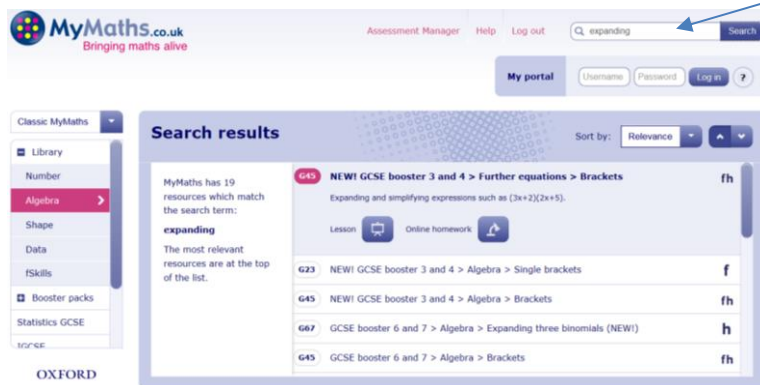 MyMaths.co.uk
Bringing maths alive
Assessment Manager Help Log out expanding Search
My portal Username Password Log in ?
Classic MyMaths
Library
Number
Algebra
Shape
Data
fSkills
Booster packs
Statistics GCSE
IGCSE
OXFORD
Search results
Sort by: Relevance
MyMaths has 19
resources which match
the search term:
expanding
The most relevant
resources are at the top
of the list.
G45 NEW! GCSE booster 3 and 4 > Further equations > Brackets fh
Expanding and simplifying expressions such as (3x+2)(2x+5).
Lesson Online homework
G23 NEW! GCSE booster 3 and 4 > Algebra > Single brackets f
G45 NEW! GCSE booster 3 and 4 > Algebra > Brackets fh
G67 GCSE booster 6 and 7 > Algebra > Expanding three binomials (NEW!) h
G45 GCSE booster 6 and 7 > Algebra > Brackets fh